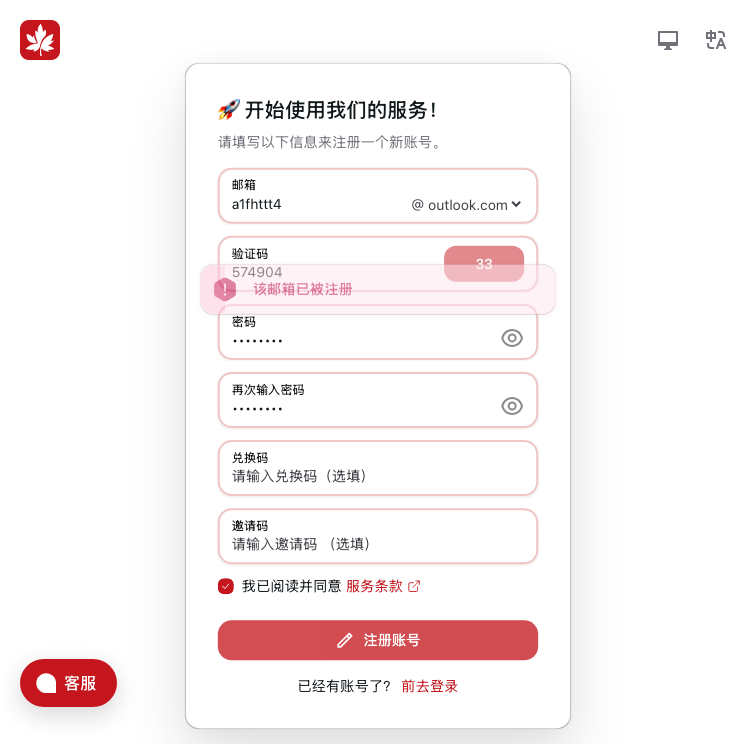 🚀 开始使用我们的服务！
请填写以下信息来注册一个新账号。
邮箱
a1fhttt4 @ outlook.com
验证码
574904 33
该邮箱已被注册
密码
••••••••
再次输入密码
••••••••
兑换码
请输入兑换码（选填）
邀请码
请输入邀请码 （选填）
我已阅读并同意 服务条款
注册账号
已经有账号了? 前去登录
客服